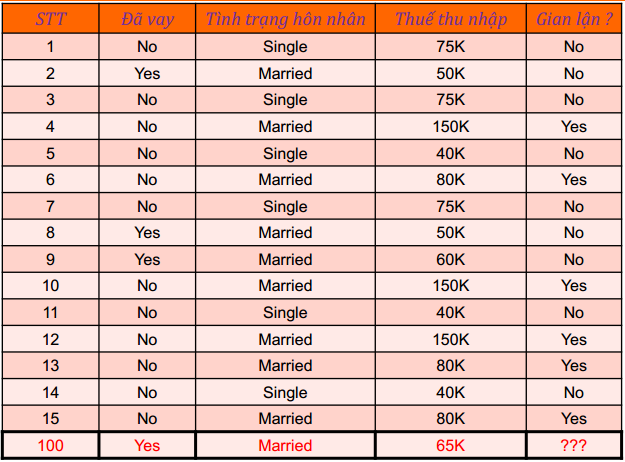 STT Đã vay Tình trạng hôn nhân Thuế thu nhập Gian lận ?
1 No Single 75K No
2 Yes Married 50K No
3 No Single 75K No
4 No Married 150K Yes
5 No Single 40K No
6 No Married 80K Yes
7 No Single 75K No
8 Yes Married 50K No
9 Yes Married 60K No
10 No Married 150K Yes
11 No Single 40K No
12 No Married 150K Yes
13 No Married 80K Yes
14 No Single 40K No
15 No Married 80K Yes
100 Yes Married 65K ???